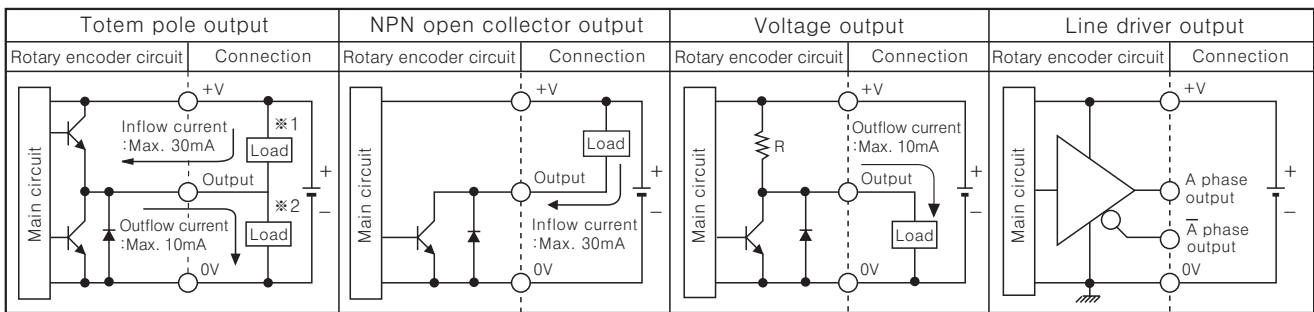 Totem pole output
Rotary encoder circuit
Connection
Main circuit
+V
Inflow current
:Max. 30mA
※1
Load
Output
※2
Outflow current
:Max. 10mA
Load
0V
+
−
NPN open collector output
Rotary encoder circuit
Connection
Main circuit
+V
Load
Output
Inflow current
:Max. 30mA
0V
+
−
Voltage output
Rotary encoder circuit
Connection
Main circuit
+V
R
Outflow current
:Max. 10mA
Output
Load
0V
+
−
Line driver output
Rotary encoder circuit
Connection
Main circuit
+V
A phase
output
A̅ phase
output
0V
+
−